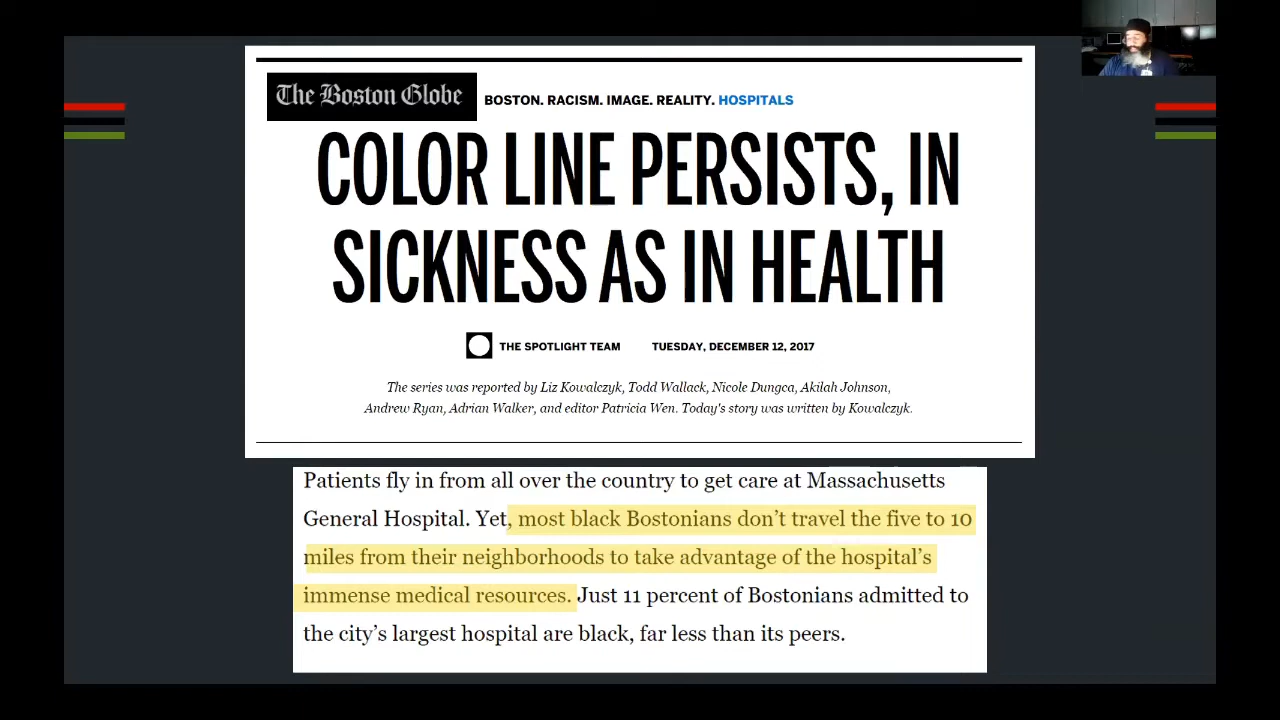 The Boston Globe BOSTON. RACISM. IMAGE. REALITY. HOSPITALS
COLOR LINE PERSISTS, IN
SICKNESS AS IN HEALTH
THE SPOTLIGHT TEAM TUESDAY, DECEMBER 12, 2017
The series was reported by Liz Kowalczyk, Todd Wallack, Nicole Dungca, Akilah Johnson,
Andrew Ryan, Adrian Walker, and editor Patricia Wen. Today's story was written by Kowalczyk.
Patients fly in from all over the country to get care at Massachusetts
General Hospital. Yet, most black Bostonians don’t travel the five to 10
miles from their neighborhoods to take advantage of the hospital’s
immense medical resources. Just 11 percent of Bostonians admitted to
the city’s largest hospital are black, far less than its peers.